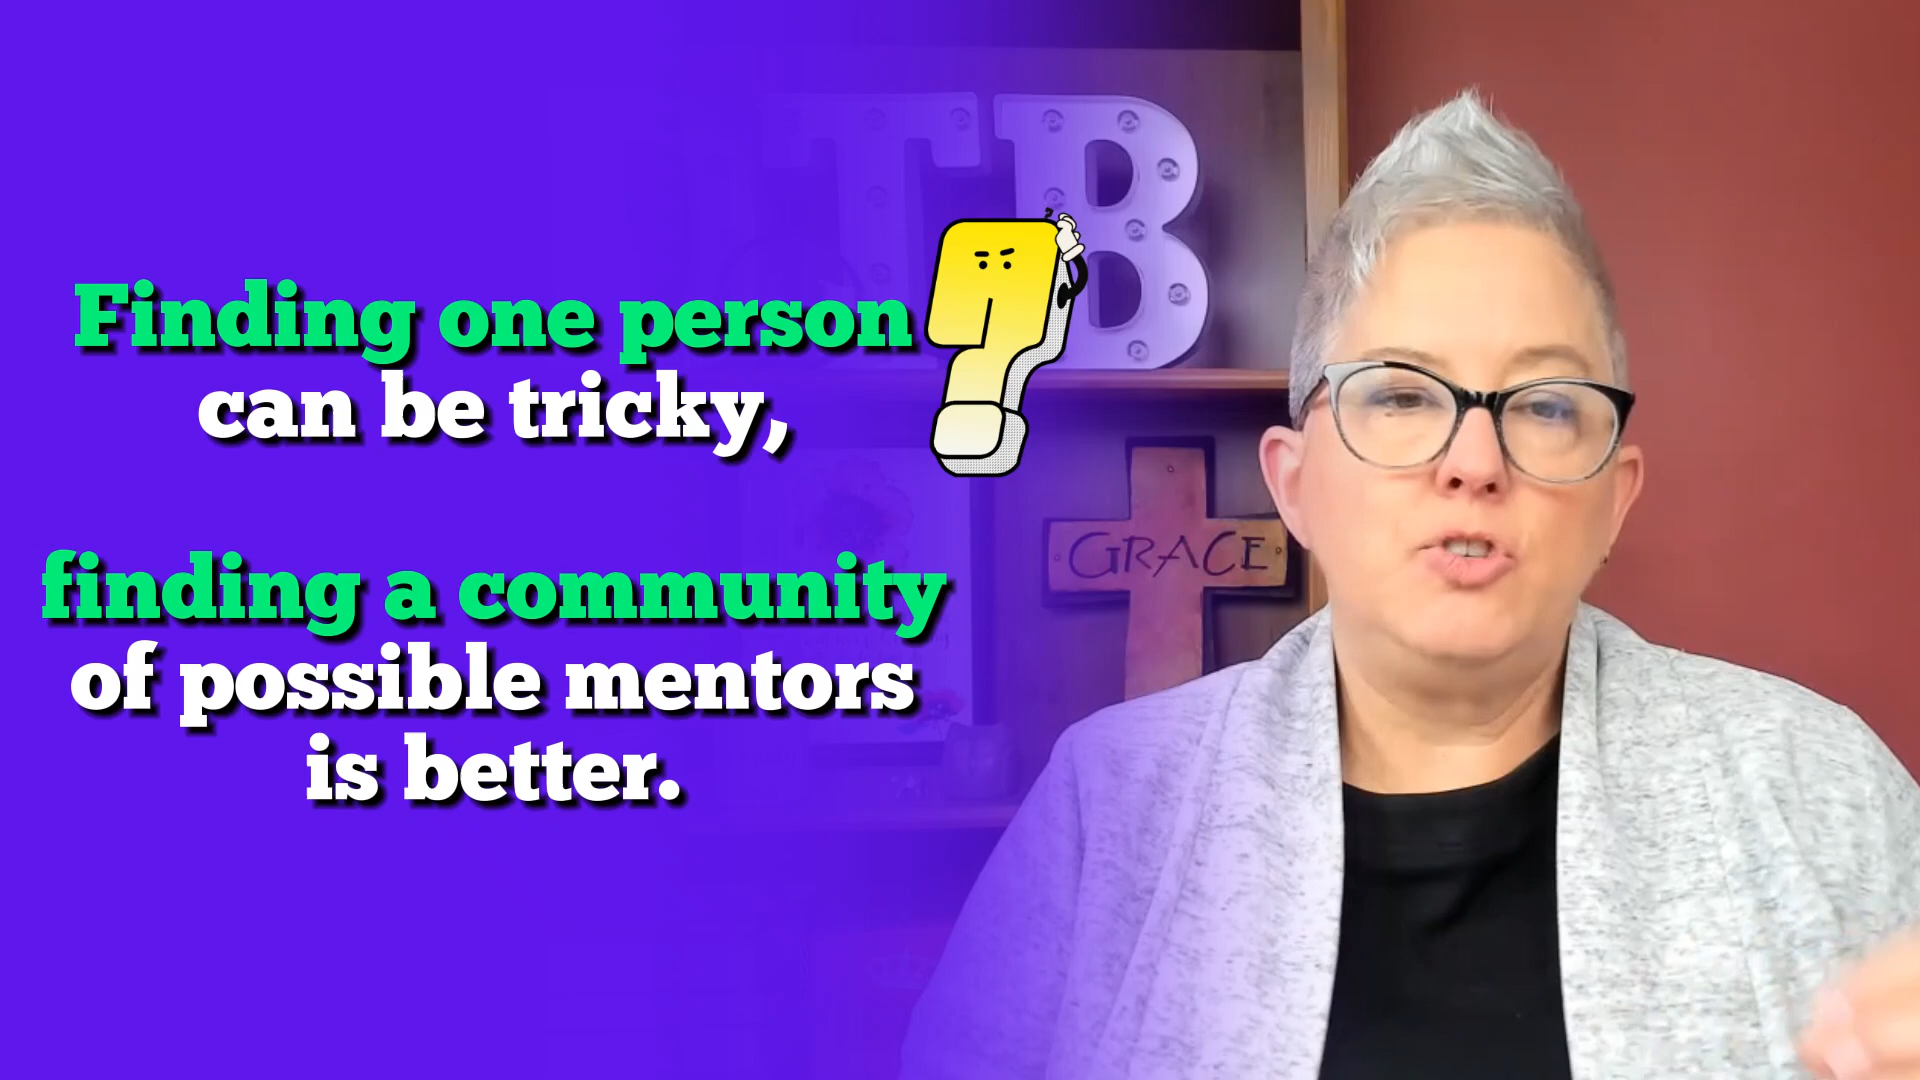 TB
Finding one person
can be tricky,
GRACE
finding a community
of possible mentors
is better.